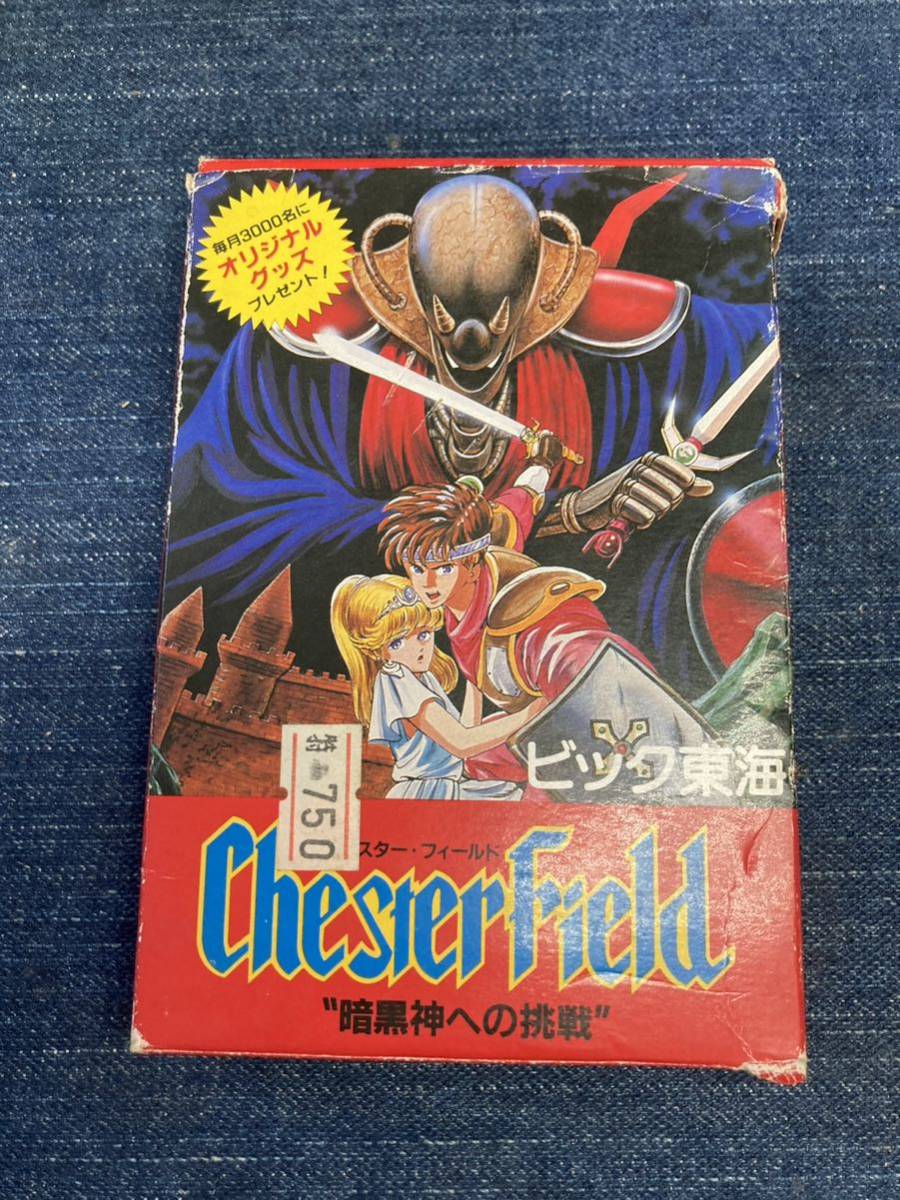 毎月3000名に
オリジナル
グッズ
プレゼント!
ビック東海
特
750
スター・フィールド
Chesterfield
"暗黒神への挑戦"